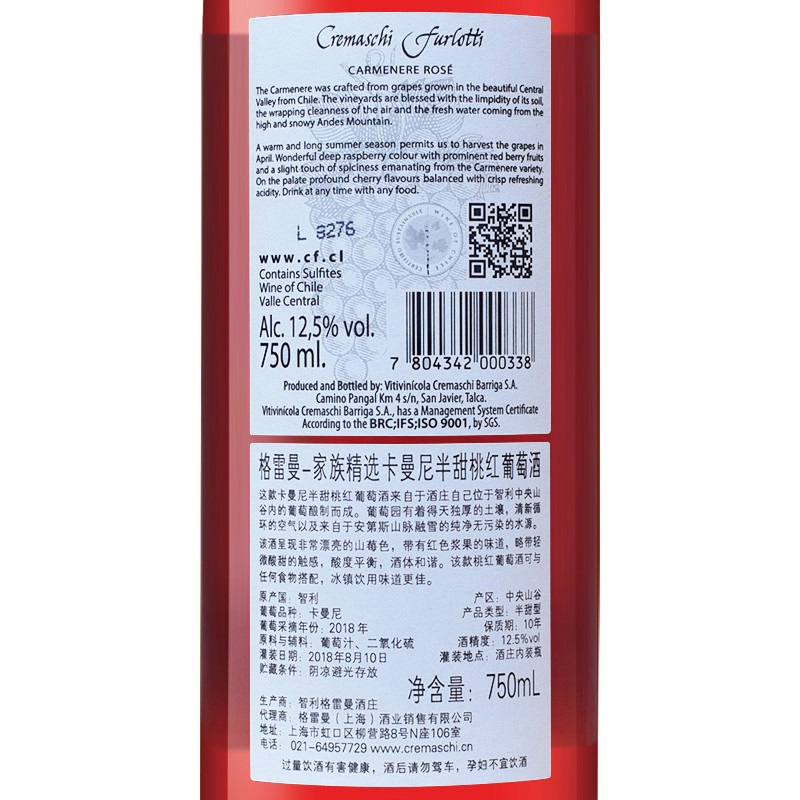 Cremaschi Furlotti
CARMENERE ROSÉ
The Carmenere was crafted from grapes grown in the beautiful Central
Valley from Chile. The vineyards are blessed with the limpidity of its soil,
the wrapping cleanness of the air and the fresh water coming from the
high and snowy Andes Mountain.
A warm and long summer season permits us to harvest the grapes in
April. Wonderful deep raspberry colour with prominent red berry fruits
and a slight touch of spiciness emanating from the Carmenere variety.
On the palate profound cherry flavours balanced with crisp refreshing
acidity. Drink at any time with any food.
L 8276
CERTIFIED SUSTAINABLE WINE OF CHILE
www.cf.cl
Contains Sulfites
Wine of Chile
Valle Central
Alc. 12,5% vol.
750 ml.
7 804342 000338
Produced and Bottled by: Vitivinícola Cremaschi Barriga S.A.
Camino Pangal Km 4 s/n, San Javier, Talca.
Vitivinícola Cremaschi Barriga S.A., has a Management System Certificate
According to the BRC;IFS;ISO 9001, by SGS.
格雷曼-家族精选卡曼尼半甜桃红葡萄酒
这款卡曼尼半甜桃红葡萄酒来自于酒庄自己位于智利中央山
谷内的葡萄酿制而成。葡萄园有着得天独厚的土壤，清新循
环的空气以及来自于安第斯山脉融雪的纯净无污染的水源。
该酒呈现非常漂亮的山莓色，带有红色浆果的味道，略带轻
微酸甜的触感，酸度平衡，酒体和谐。该款桃红葡萄酒可与
任何食物搭配，冰镇饮用味道更佳。
原产国：智利 产区：中央山谷
葡萄品种：卡曼尼 产品类型：半甜型
葡萄采摘年份：2018年 保质期：10年
原料与辅料：葡萄汁、二氧化硫 酒精度：12.5%vol
灌装日期：2018年8月10日 灌装地点：酒庄内装瓶
贮藏条件：阴凉避光存放
净含量：750mL
生产商：智利格雷曼酒庄
代理商：格雷曼（上海）酒业销售有限公司
地址：上海市虹口区柳营路8号N座106室
电话：021-64957729 www.cremaschi.cn
过量饮酒有害健康，酒后请勿驾车，孕妇不宜饮酒